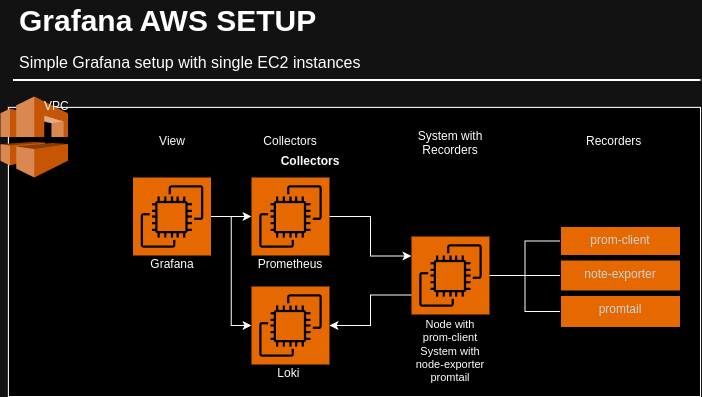 Grafana AWS SETUP
Simple Grafana setup with single EC2 instances
VPC
View
Collectors
System with
Recorders
Recorders
Collectors
Grafana
Prometheus
Loki
Node with
prom-client
System with
node-exporter
promtail
prom-client
note-exporter
promtail